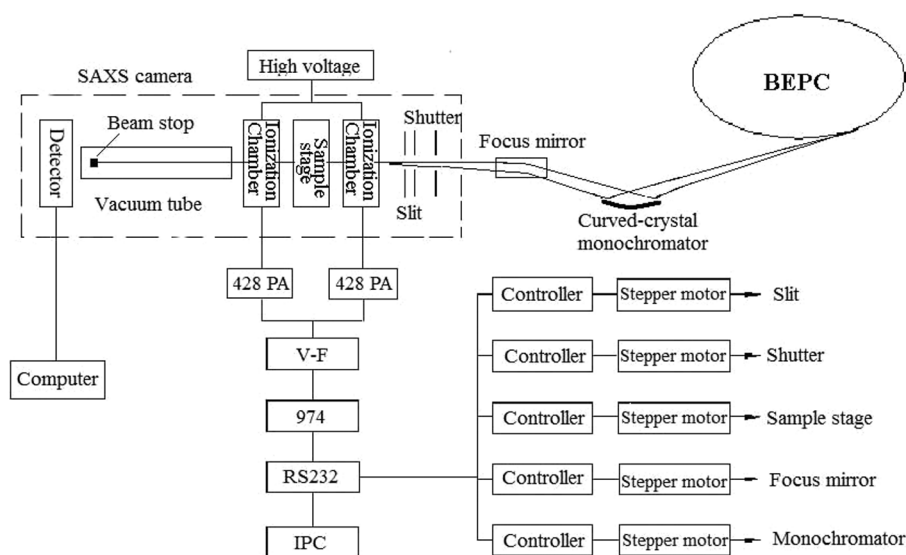 SAXS camera
High voltage
BEPC
Detector
Beam stop
Vacuum tube
Ionization
Chamber
Sample
stage
Ionization
Chamber
Shutter
Slit
Focus mirror
Curved-crystal
monochromator
428 PA
428 PA
V-F
974
RS232
IPC
Computer
Controller
Stepper motor
Slit
Controller
Stepper motor
Shutter
Controller
Stepper motor
Sample stage
Controller
Stepper motor
Focus mirror
Controller
Stepper motor
Monochromator